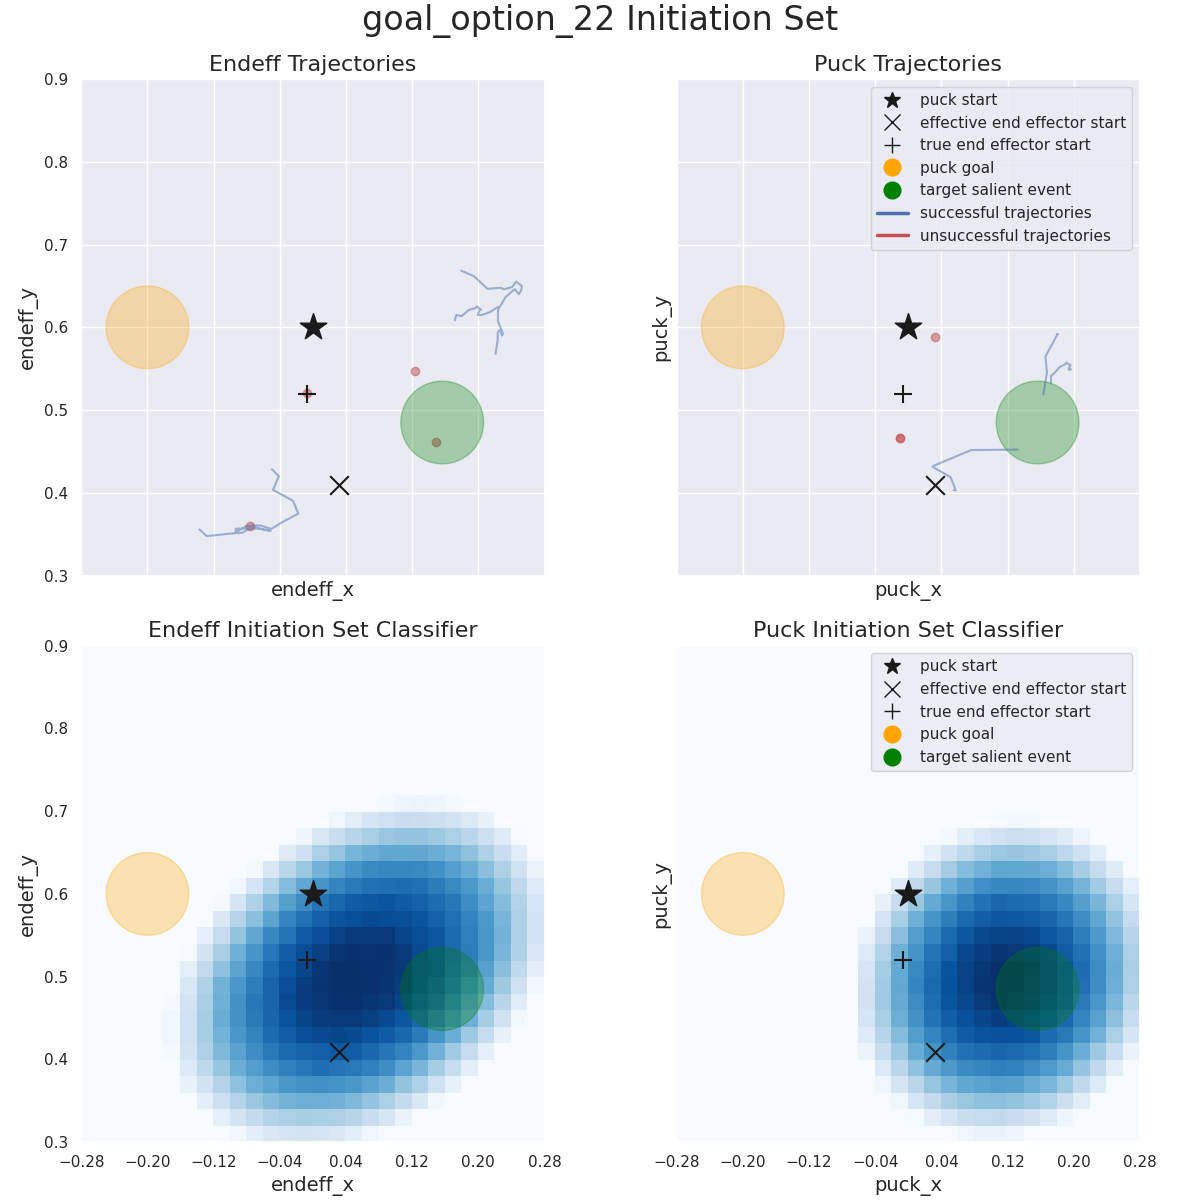 goal_option_22 Initiation Set
Endeff Trajectories
0.9
0.8
0.7
0.6
0.5
0.4
0.3
endeff_y
endeff_x
Puck Trajectories
puck start
effective end effector start
true end effector start
puck goal
target salient event
successful trajectories
unsuccessful trajectories
puck_y
puck_x
Endeff Initiation Set Classifier
0.9
0.8
0.7
0.6
0.5
0.4
0.3
endeff_y
−0.28 −0.20 −0.12 −0.04 0.04 0.12 0.20 0.28
endeff_x
Puck Initiation Set Classifier
puck start
effective end effector start
true end effector start
puck goal
target salient event
puck_y
−0.28 −0.20 −0.12 −0.04 0.04 0.12 0.20 0.28
puck_x